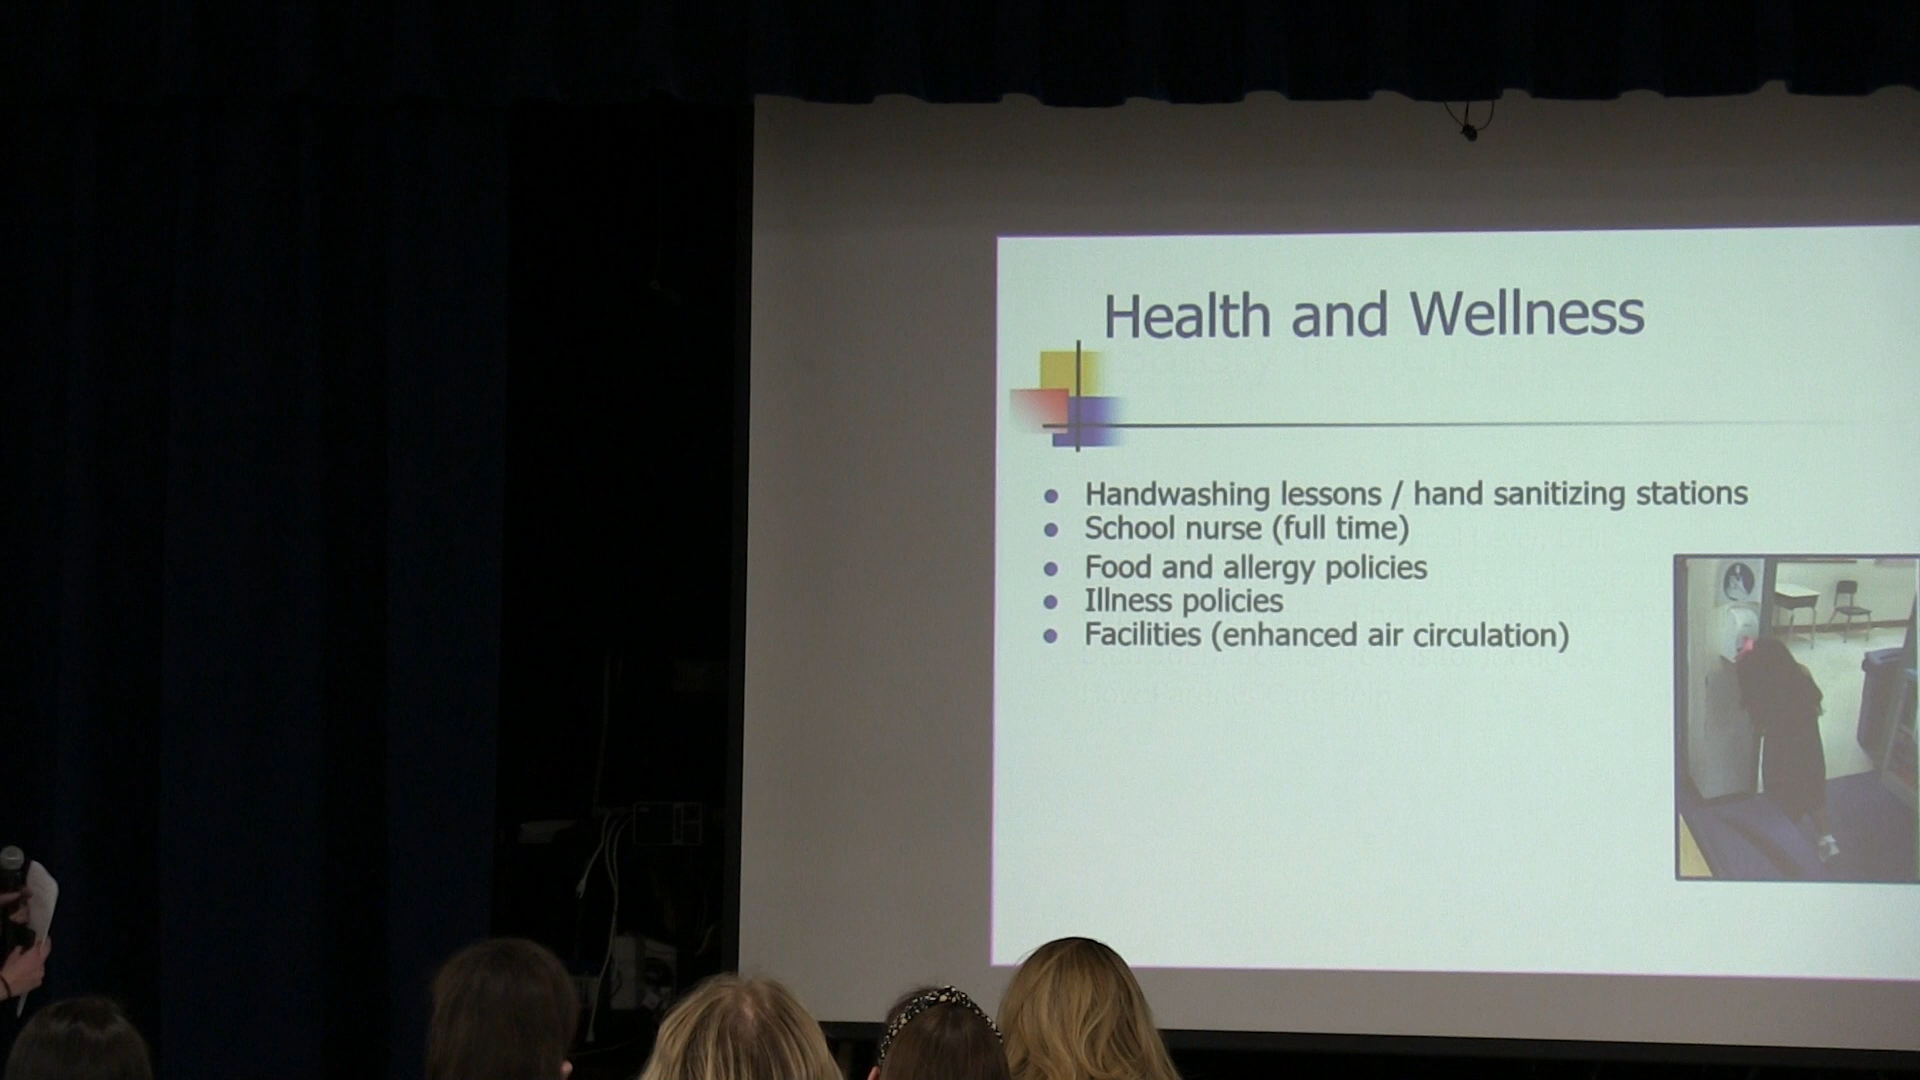 Health and Wellness
Handwashing lessons / hand sanitizing stations
School nurse (full time)
Food and allergy policies
Illness policies
Facilities (enhanced air circulation)